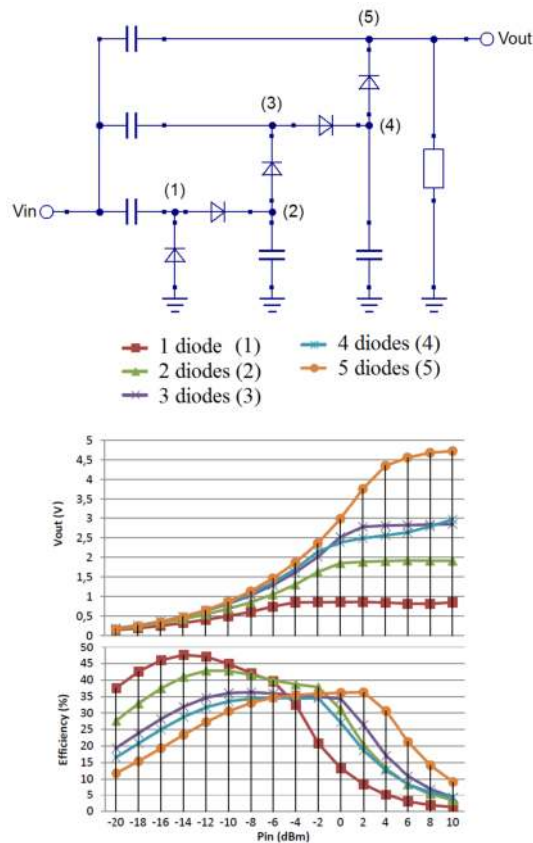 (5)
Vout
(3)
(4)
(1)
Vin
(2)
1 diode (1)
4 diodes (4)
2 diodes (2)
5 diodes (5)
3 diodes (3)
5
4,5
4
3,5
3
2,5
2
1,5
1
0,5
0
Vout (V)
50
45
40
35
30
25
20
15
10
5
0
Efficiency (%)
-20 -18 -16 -14 -12 -10 -8 -6 -4 -2 0 2 4 6 8 10
Pin (dBm)